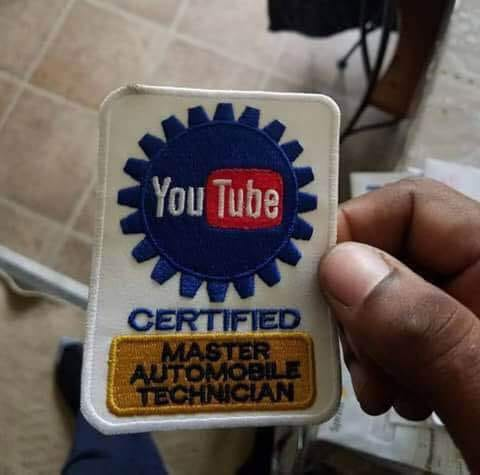 YouTube
CERTIFIED
MASTER
AUTOMOBILE
TECHNICIAN